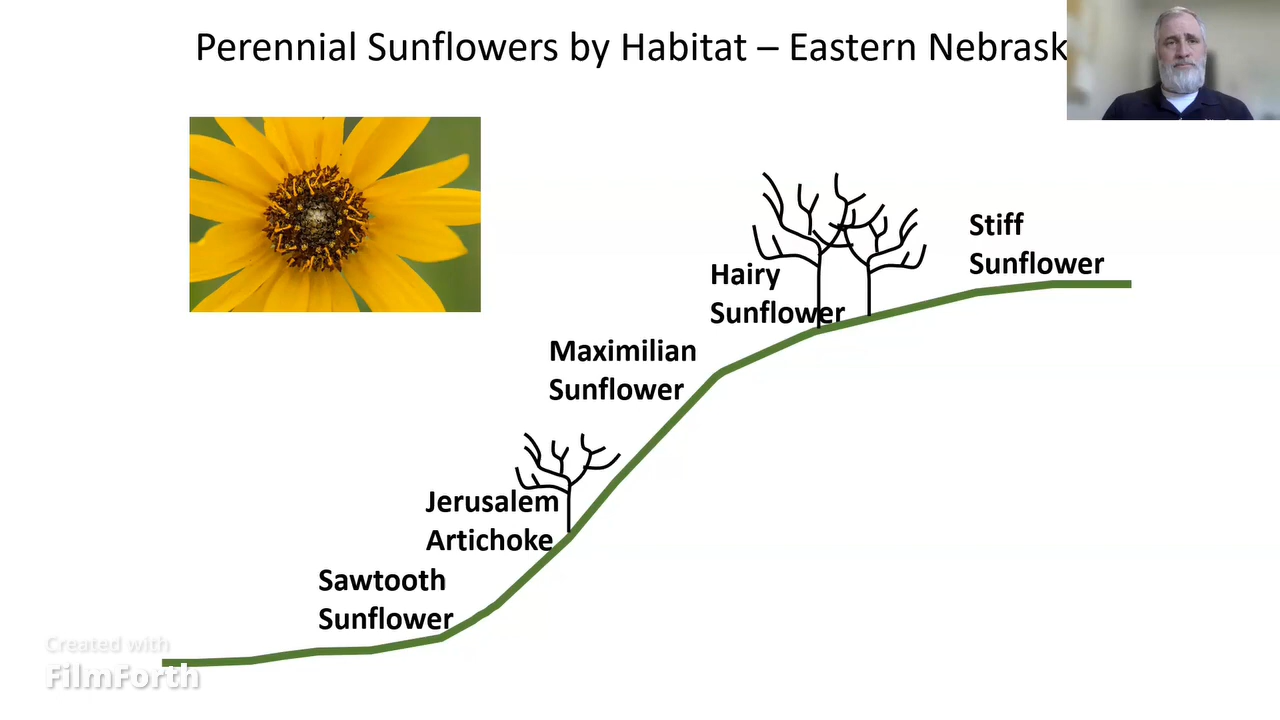 Perennial Sunflowers by Habitat – Eastern Nebrask
Stiff
Sunflower
Hairy
Sunflower
Maximilian
Sunflower
Jerusalem
Artichoke
Sawtooth
Sunflower
Created with
FilmForth